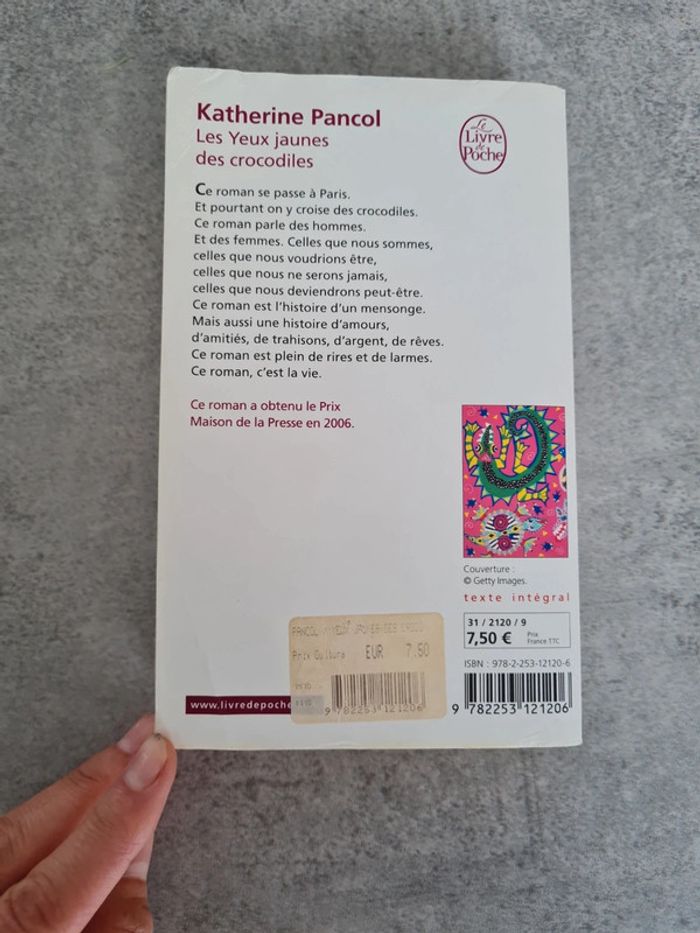 Katherine Pancol
Les Yeux jaunes
des crocodiles
Le
Livre
de
Poche
Ce roman se passe à Paris.
Et pourtant on y croise des crocodiles.
Ce roman parle des hommes.
Et des femmes. Celles que nous sommes,
celles que nous voudrions être,
celles que nous ne serons jamais,
celles que nous deviendrons peut-être.
Ce roman est l'histoire d'un mensonge.
Mais aussi une histoire d'amours,
d'amitiés, de trahisons, d'argent, de rêves.
Ce roman est plein de rires et de larmes.
Ce roman, c'est la vie.
Ce roman a obtenu le Prix
Maison de la Presse en 2006.
Couverture :
© Getty Images.
texte intégral
31 / 2120 / 9
7,50 €
Prix
France TTC
ISBN : 978-2-253-12120-6
9 782253 121206
PANCOL
Prix Cultura EUR 7.50
9 782253 121206
www.livredepoche